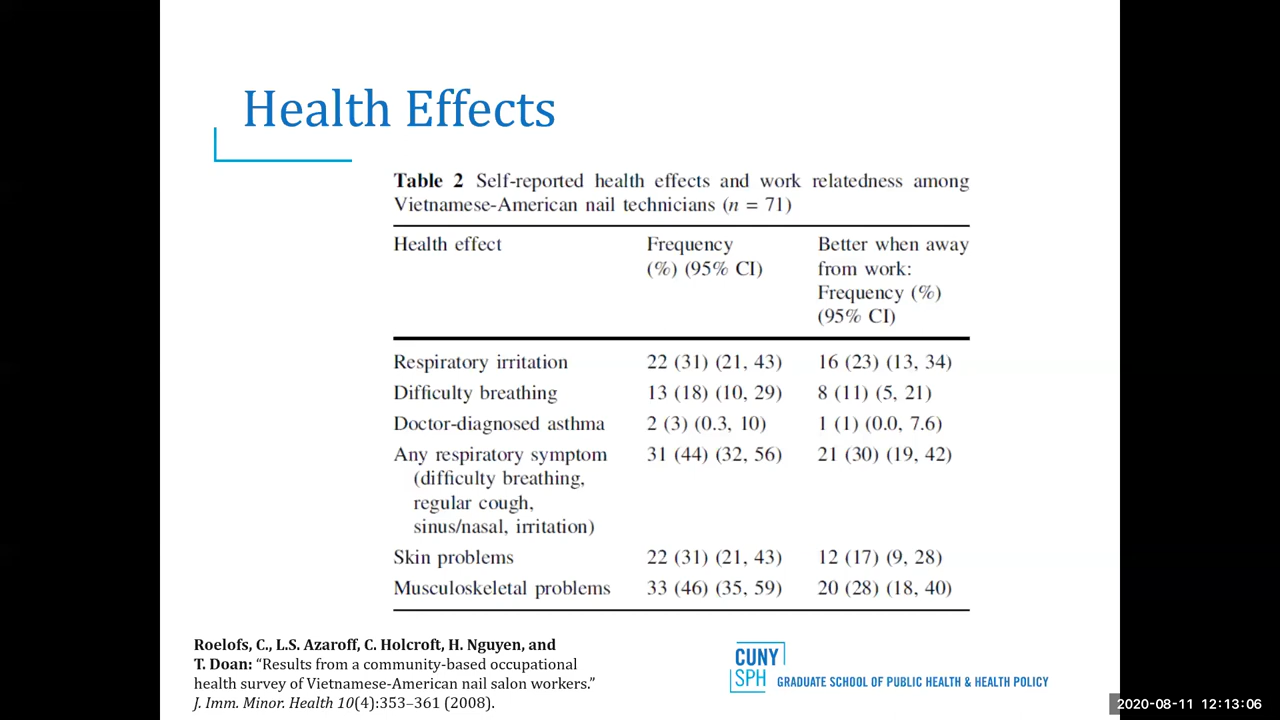 Health Effects
Table 2 Self-reported health effects and work relatedness among
Vietnamese-American nail technicians (n = 71)
Health effect Frequency Better when away
(%) (95% CI) from work:
Frequency (%)
(95% CI)
Respiratory irritation 22 (31) (21, 43) 16 (23) (13, 34)
Difficulty breathing 13 (18) (10, 29) 8 (11) (5, 21)
Doctor-diagnosed asthma 2 (3) (0.3, 10) 1 (1) (0.0, 7.6)
Any respiratory symptom 31 (44) (32, 56) 21 (30) (19, 42)
(difficulty breathing,
regular cough,
sinus/nasal, irritation)
Skin problems 22 (31) (21, 43) 12 (17) (9, 28)
Musculoskeletal problems 33 (46) (35, 59) 20 (28) (18, 40)
Roelofs, C., L.S. Azaroff, C. Holcroft, H. Nguyen, and
T. Doan: “Results from a community-based occupational
health survey of Vietnamese-American nail salon workers.”
J. Imm. Minor. Health 10(4):353–361 (2008).
CUNY
SPH GRADUATE SCHOOL OF PUBLIC HEALTH & HEALTH POLICY
2020-08-11 12:13:06